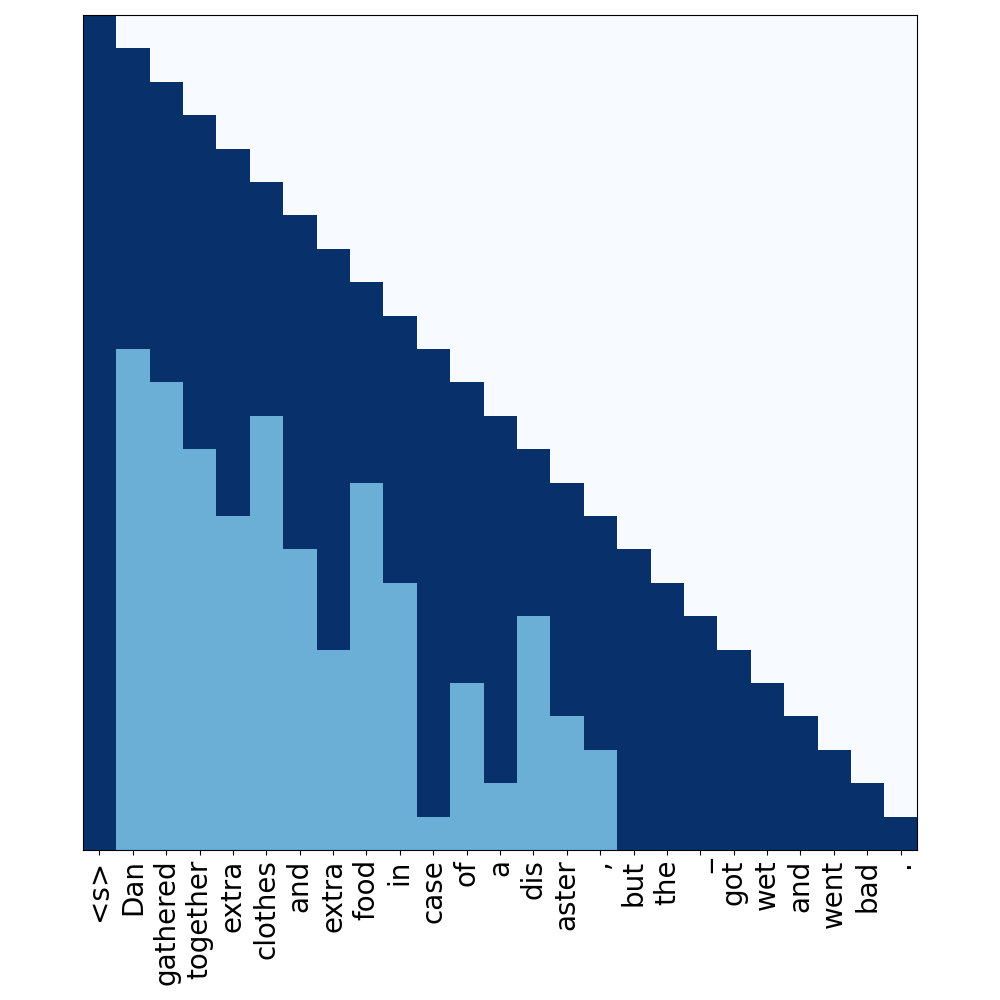 <s>
Dan
gathered
together
extra
clothes
and
extra
food
in
case
of
a
dis
aster
,
but
the
_
got
wet
and
went
bad
.